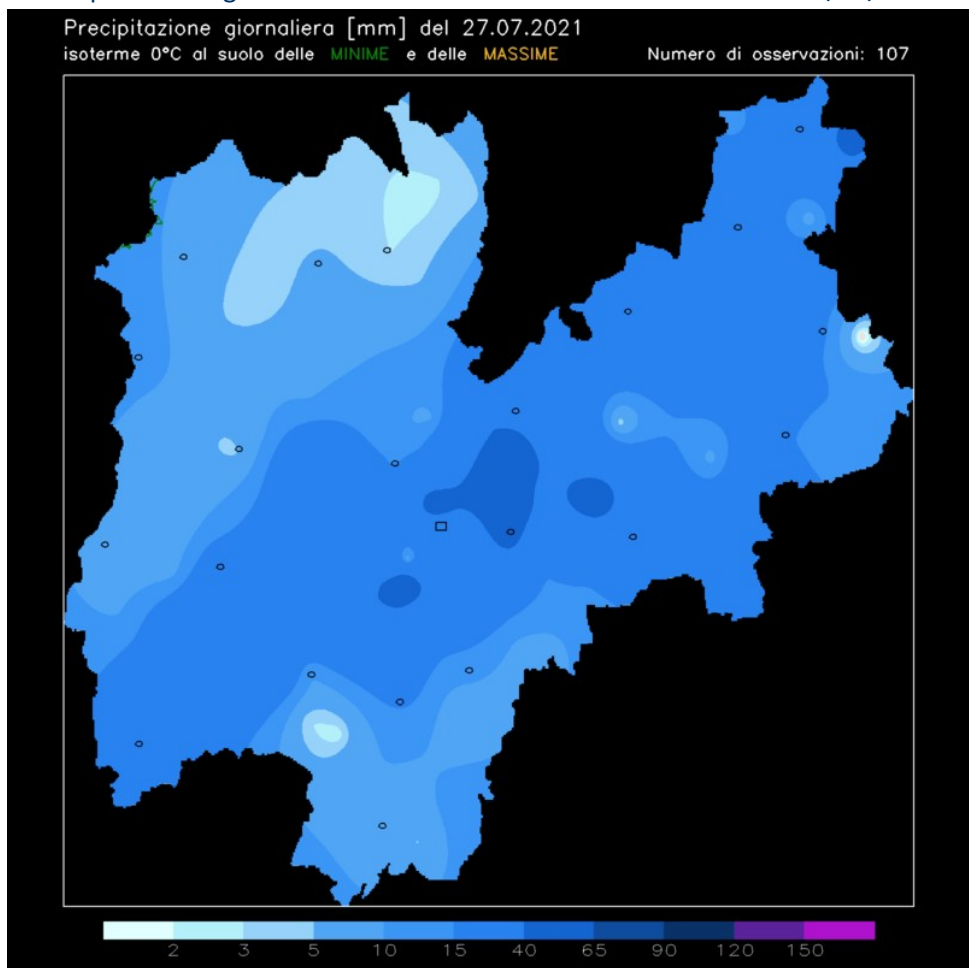 Precipitazione giornaliera [mm] del 27.07.2021
isoterme 0°C al suolo delle MINIME e delle MASSIME Numero di osservazioni: 107
2 3 5 10 15 40 65 90 120 150